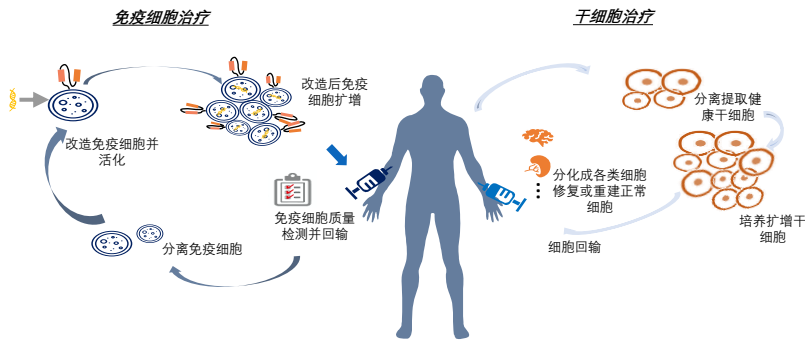 免疫细胞治疗
干细胞治疗
改造后免疫
细胞扩增
分离提取健
康干细胞
改造免疫细胞并
活化
分化成各类细胞
修复或重建正常
细胞
免疫细胞质量
检测并回输
培养扩增干
细胞
分离免疫细胞
细胞回输